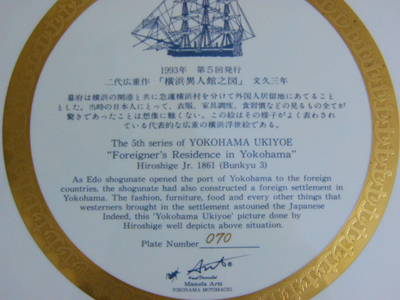 1993年 第5回発行
二代広重作 「横浜異人館之図」 文久三年
幕府は横浜の開港と共に急遽横浜村を分けて外国人居留地にあてること
とした。当時の日本人にとって、衣服、家具調度、食習慣などの見るもの全てが
驚きであったことは想像に難くない。この絵はその様子がよく表わされて
いる代表的な広重の横浜浮世絵である。
The 5th series of YOKOHAMA UKIYOE
"Foreigner's Residence in Yokohama"
Hiroshige Jr. 1861 (Bunkyu 3)
As Edo shogunate opened the port of Yokohama to the foreign
countries, the shogunate had also constructed a foreign settlement in
Yokohama. The fashion, furniture, food and every other things that
westerners brought in the settlement astouned the Japanese
Indeed, this 'Yokohama Ukiyoe' picture done by
Hiroshige well depicts above situation.
Plate Number 070
Masuda Arts
YOKOHAMA MOTOMACHI